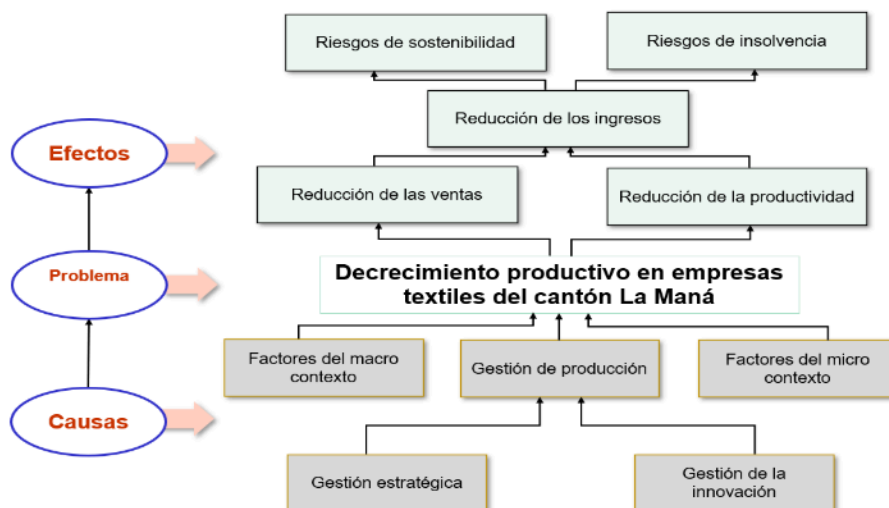 Riesgos de sostenibilidad
Riesgos de insolvencia
Reducción de los ingresos
Efectos
Reducción de las ventas
Reducción de la productividad
Problema
Decrecimiento productivo en empresas
textiles del cantón La Maná
Factores del macro
contexto
Gestión de producción
Factores del micro
contexto
Causas
Gestión estratégica
Gestión de la
innovación